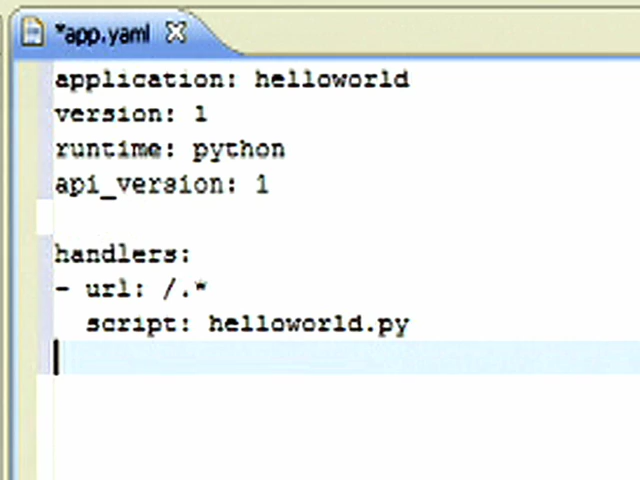 *app.yaml
application: helloworld
version: 1
runtime: python
api_version: 1
handlers:
- url: /.*
  script: helloworld.py